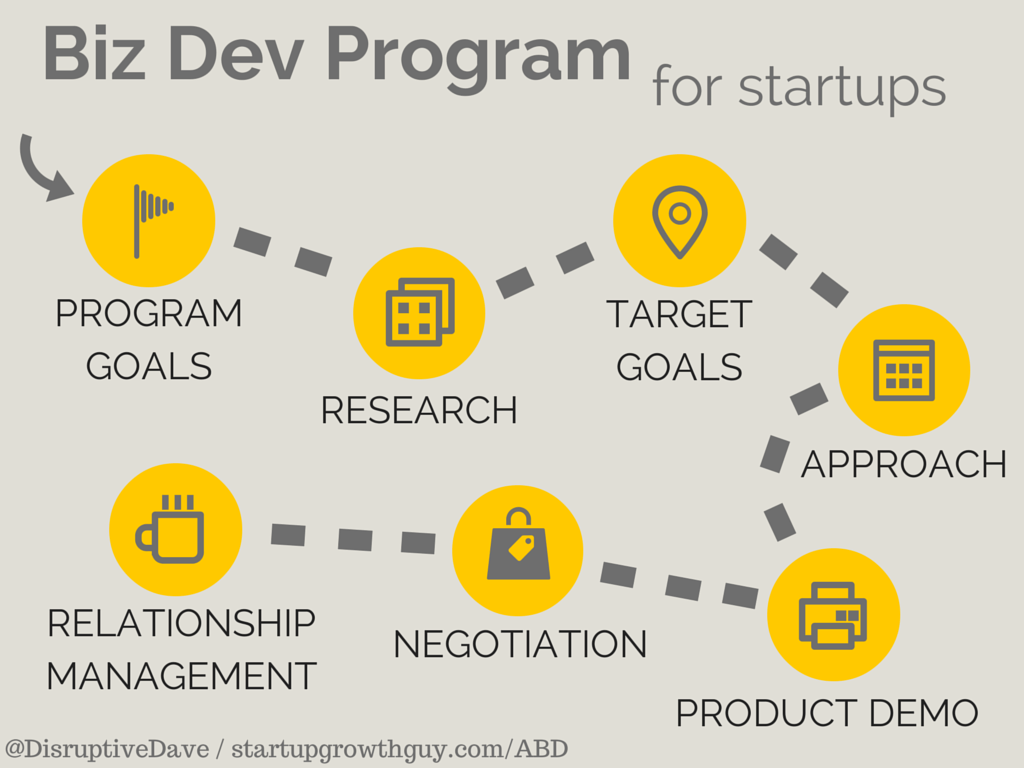 Biz Dev Program for startups
PROGRAM
GOALS
RESEARCH
TARGET
GOALS
APPROACH
PRODUCT DEMO
NEGOTIATION
RELATIONSHIP
MANAGEMENT
@DisruptiveDave / startupgrowthguy.com/ABD